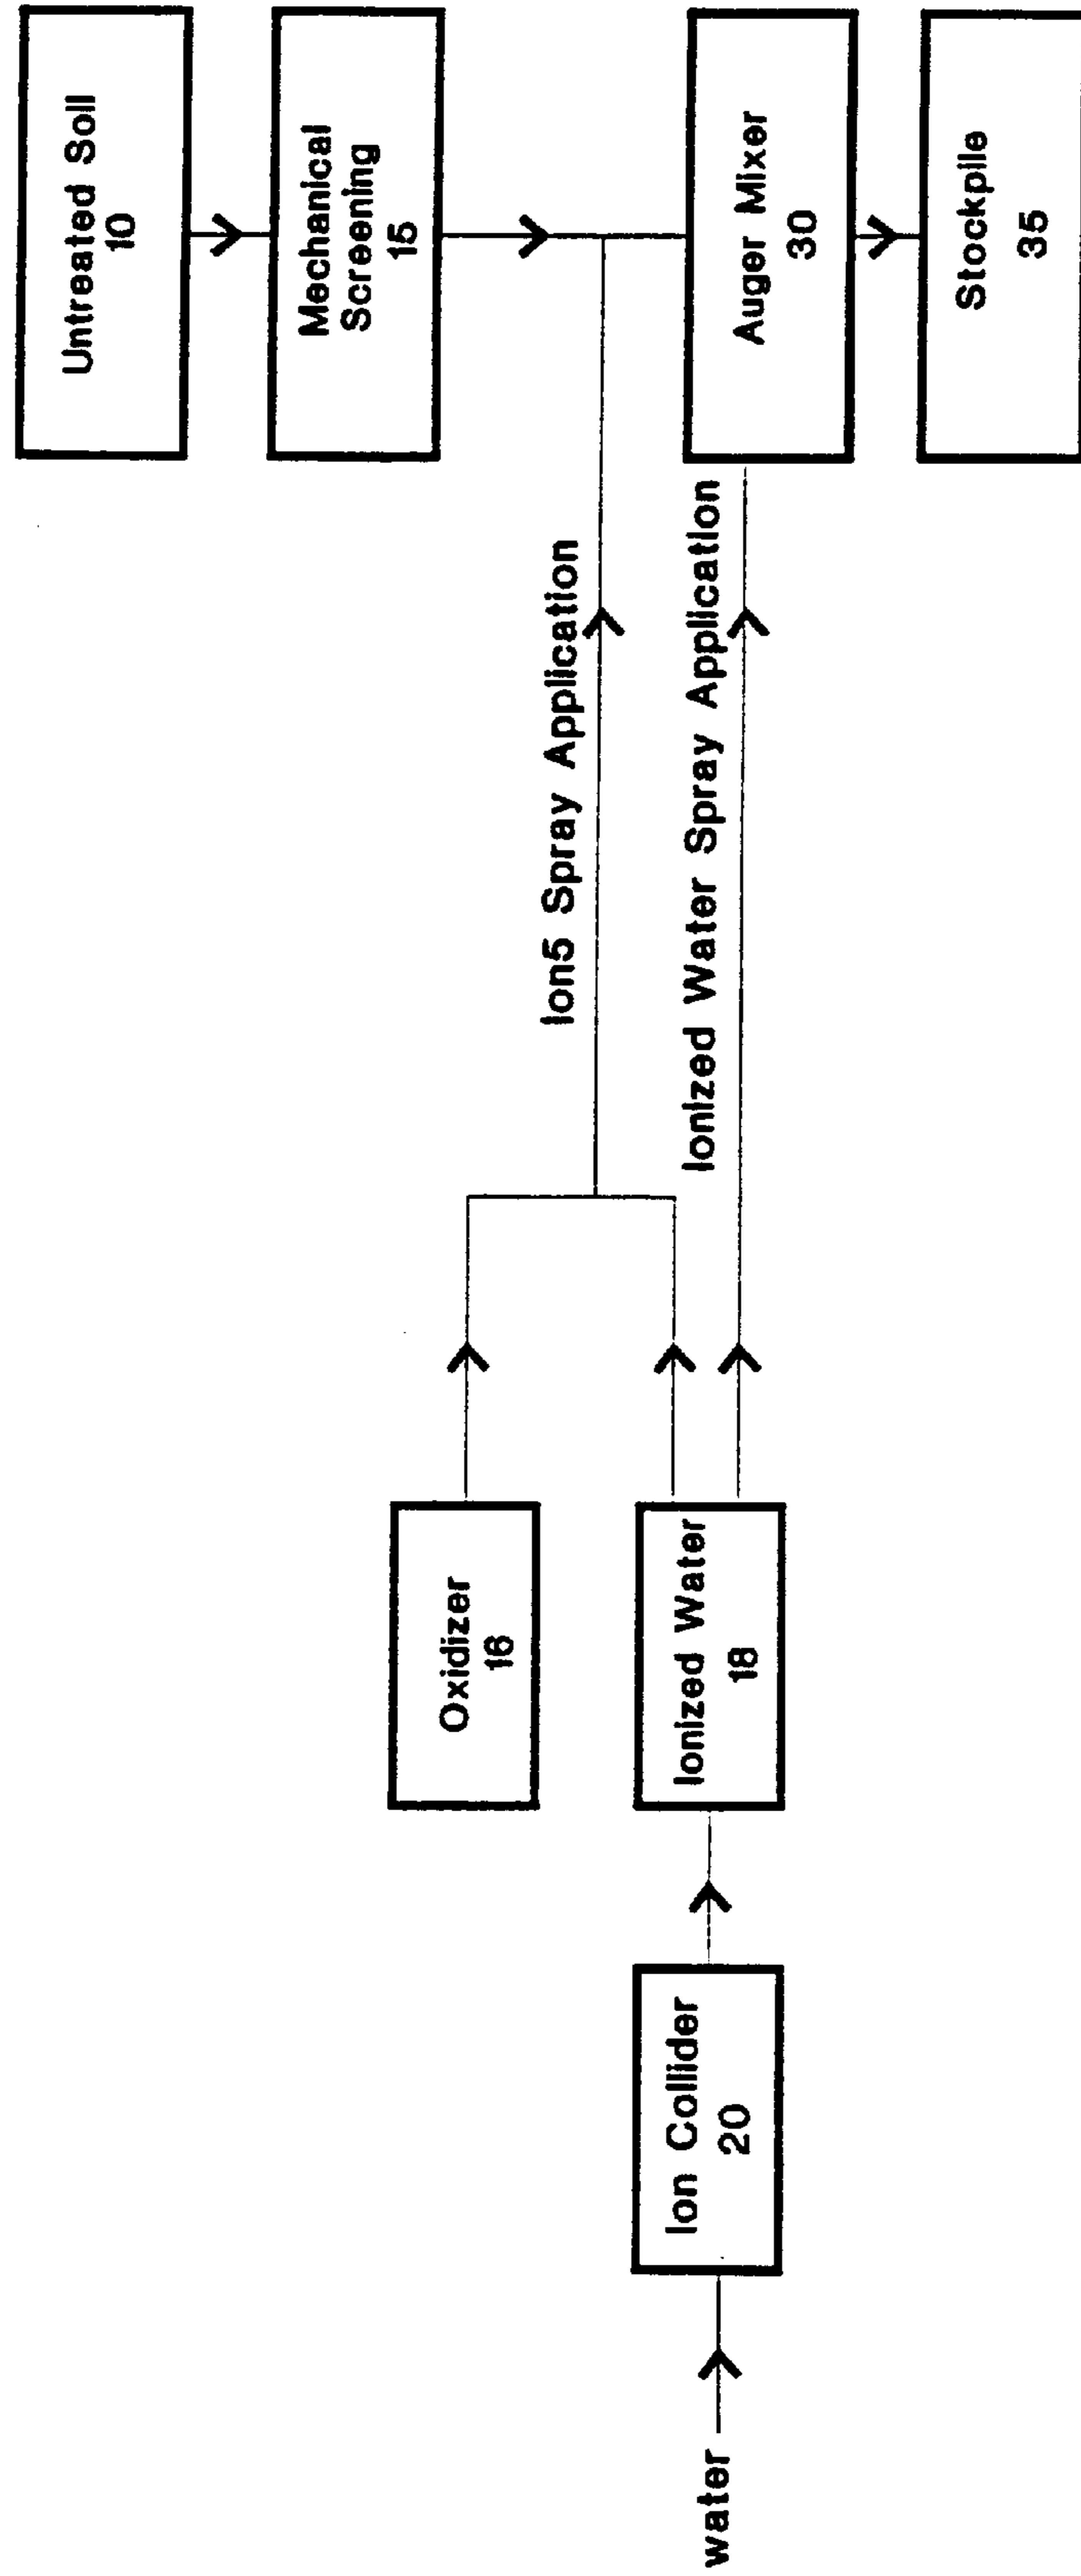 Untreated Soil
10
Mechanical
Screening
15
Ion5 Spray Application
Ionized Water Spray Application
Auger Mixer
30
Stockpile
35
Oxidizer
16
Ionized Water
18
Ion Collider
20
water